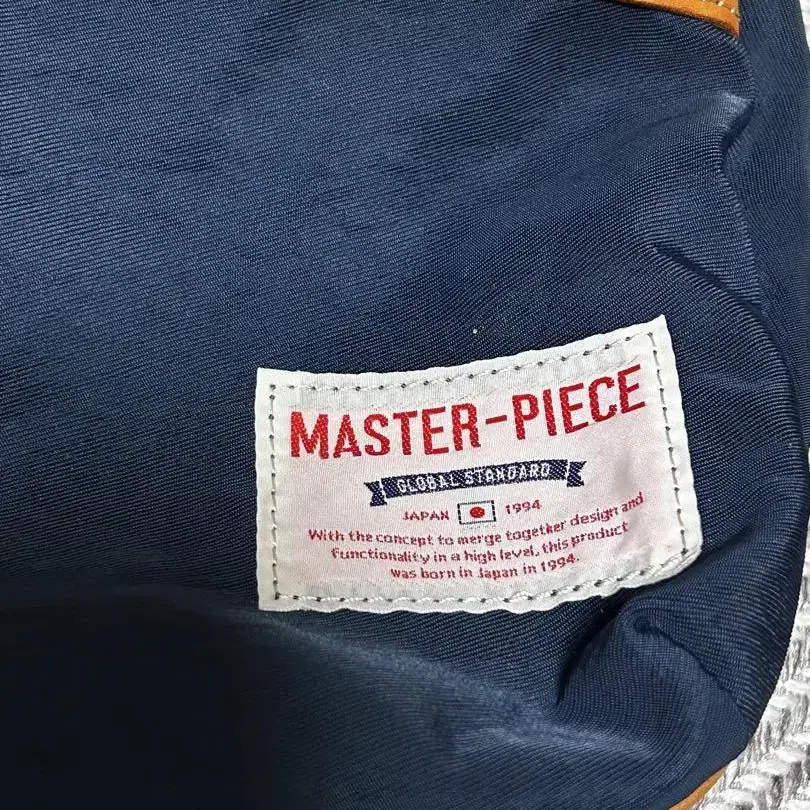 MASTER-PIECE
GLOBAL STANDARD
JAPAN 1994
With the concept to merge together design and
functionality in a high level, this product
was born in Japan in 1994.